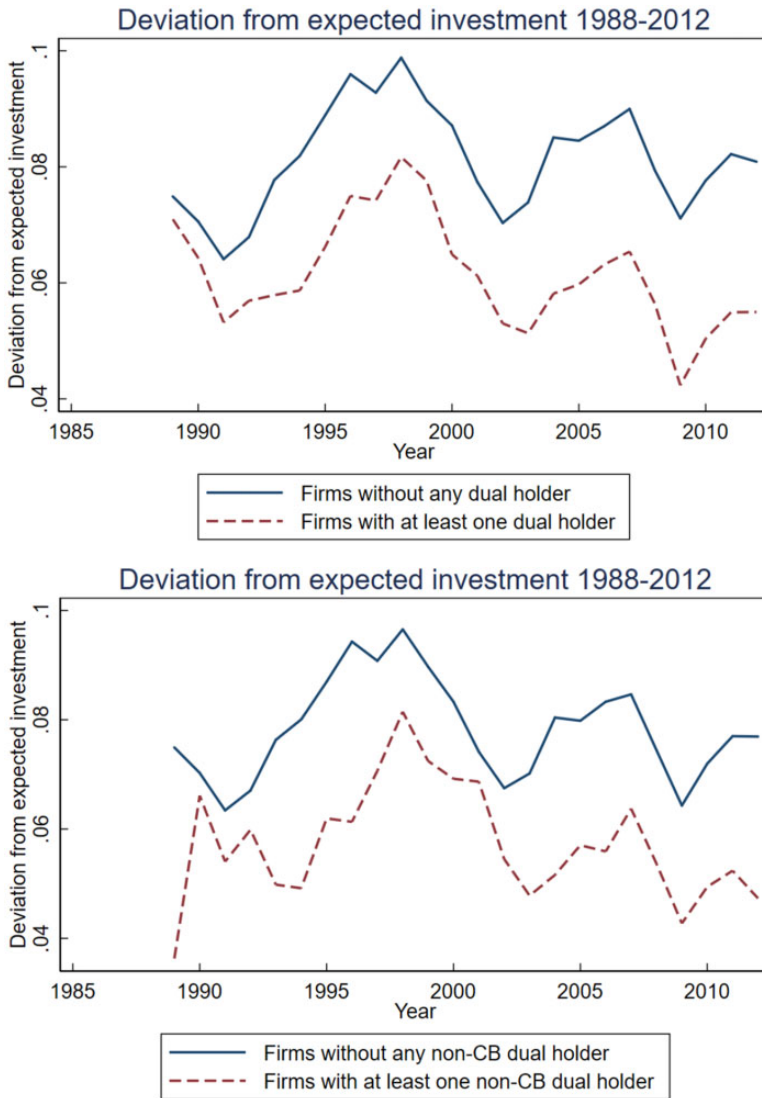 Deviation from expected investment 1988-2012
Deviation from expected investment
.1
.08
.06
.04
1985
1990
1995
2000
2005
2010
Year
Firms without any dual holder
Firms with at least one dual holder
Deviation from expected investment 1988-2012
Deviation from expected investment
.1
.08
.06
.04
1985
1990
1995
2000
2005
2010
Year
Firms without any non-CB dual holder
Firms with at least one non-CB dual holder